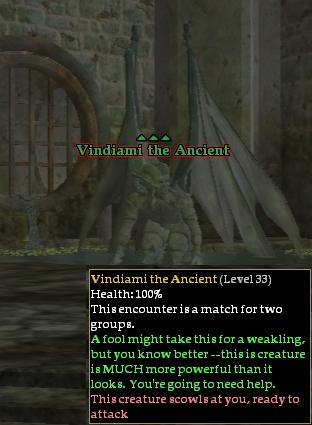 Vindiami the Ancient
Vindiami the Ancient (Level 33)
Health: 100%
This encounter is a match for two
groups.
A fool might take this for a weakling,
but you know better --this is creature
is MUCH more powerful than it
looks. You're going to need help.
This creature scowls at you, ready to
attack